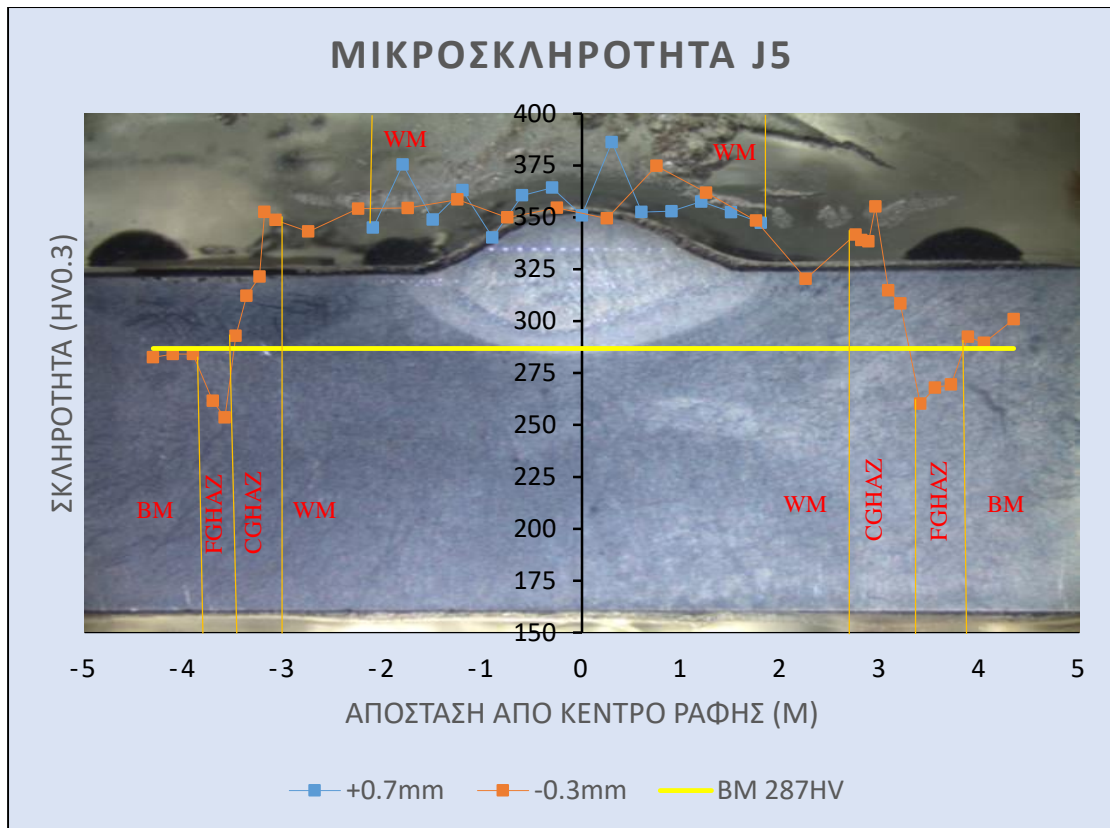 ΜΙΚΡΟΣΚΛΗΡΟΤΗΤΑ J5
ΣΚΛΗΡΟΤΗΤΑ (HV0.3)
400
375
350
325
300
275
250
225
200
175
150
WM
WM
BM
FGHAZ
CGHAZ
WM
WM
CGHAZ
FGHAZ
BM
-5 -4 -3 -2 -1 0 1 2 3 4 5
ΑΠΟΣΤΑΣΗ ΑΠΟ ΚΕΝΤΡΟ ΡΑΦΗΣ (Μ)
+0.7mm -0.3mm BM 287HV